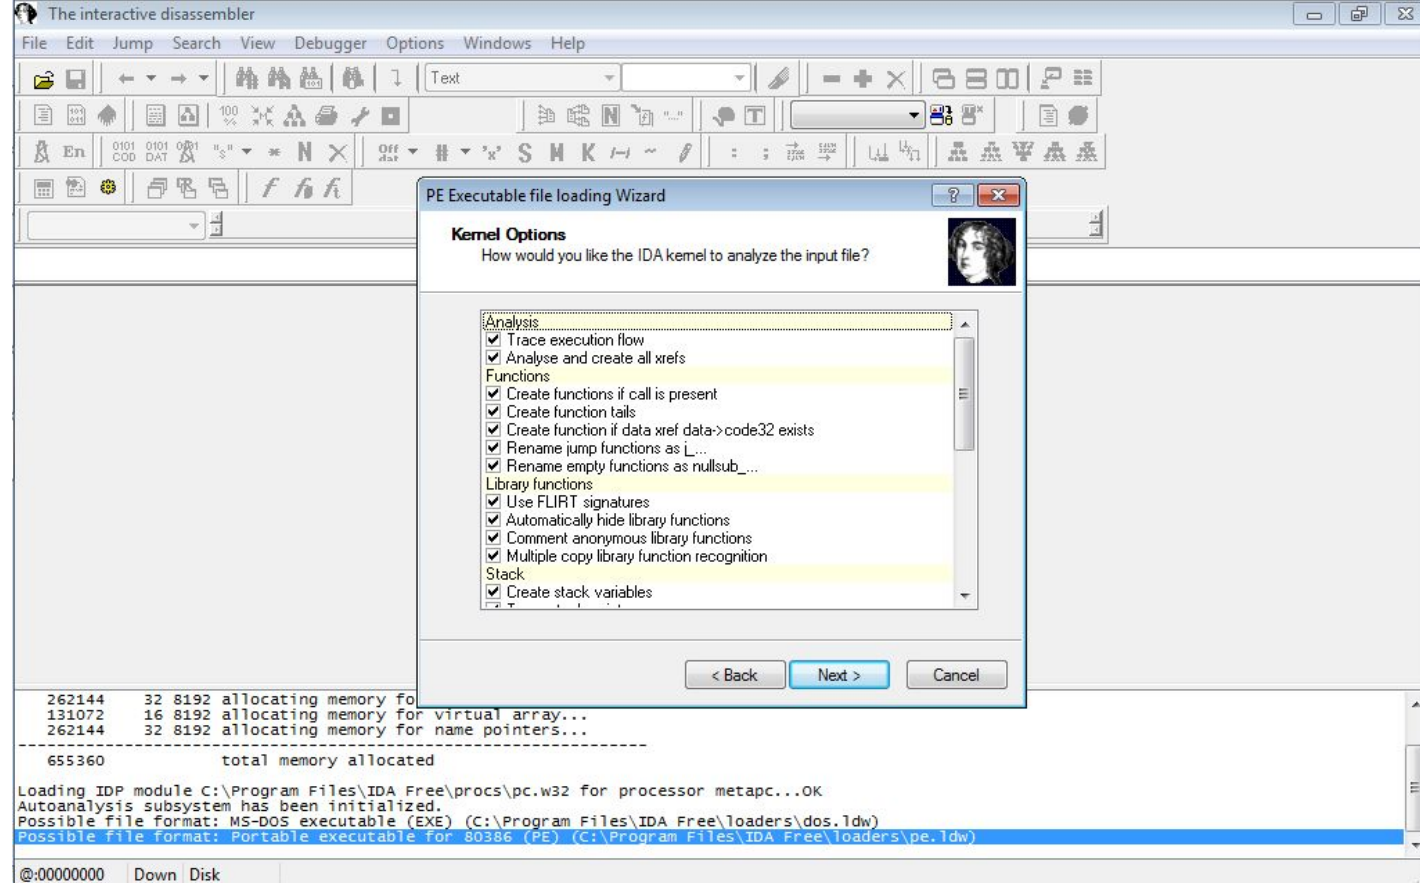 The interactive disassembler
File Edit Jump Search View Debugger Options Windows Help
Text
En
N
S M K
PE Executable file loading Wizard
Kernel Options
How would you like the IDA kernel to analyze the input file?
Analysis
Trace execution flow
Analyse and create all xrefs
Functions
Create functions if call is present
Create function tails
Create function if data xref data->code32 exists
Rename jump functions as j_...
Rename empty functions as nullsub_...
Library functions
Use FLIRT signatures
Automatically hide library functions
Comment anonymous library functions
Multiple copy library function recognition
Stack
Create stack variables
< Back Next > Cancel
262144 32 8192 allocating memory fo
131072 16 8192 allocating memory for virtual array...
262144 32 8192 allocating memory for name pointers...
-----------------------------------------------------------------
655360 total memory allocated
Loading IDP module C:\Program Files\IDA Free\procs\pc.w32 for processor metapc...OK
Autoanalysis subsystem has been initialized.
Possible file format: MS-DOS executable (EXE) (C:\Program Files\IDA Free\loaders\dos.ldw)
Possible file format: Portable executable for 80386 (PE) (C:\Program Files\IDA Free\loaders\pe.ldw)
@:00000000 Down Disk